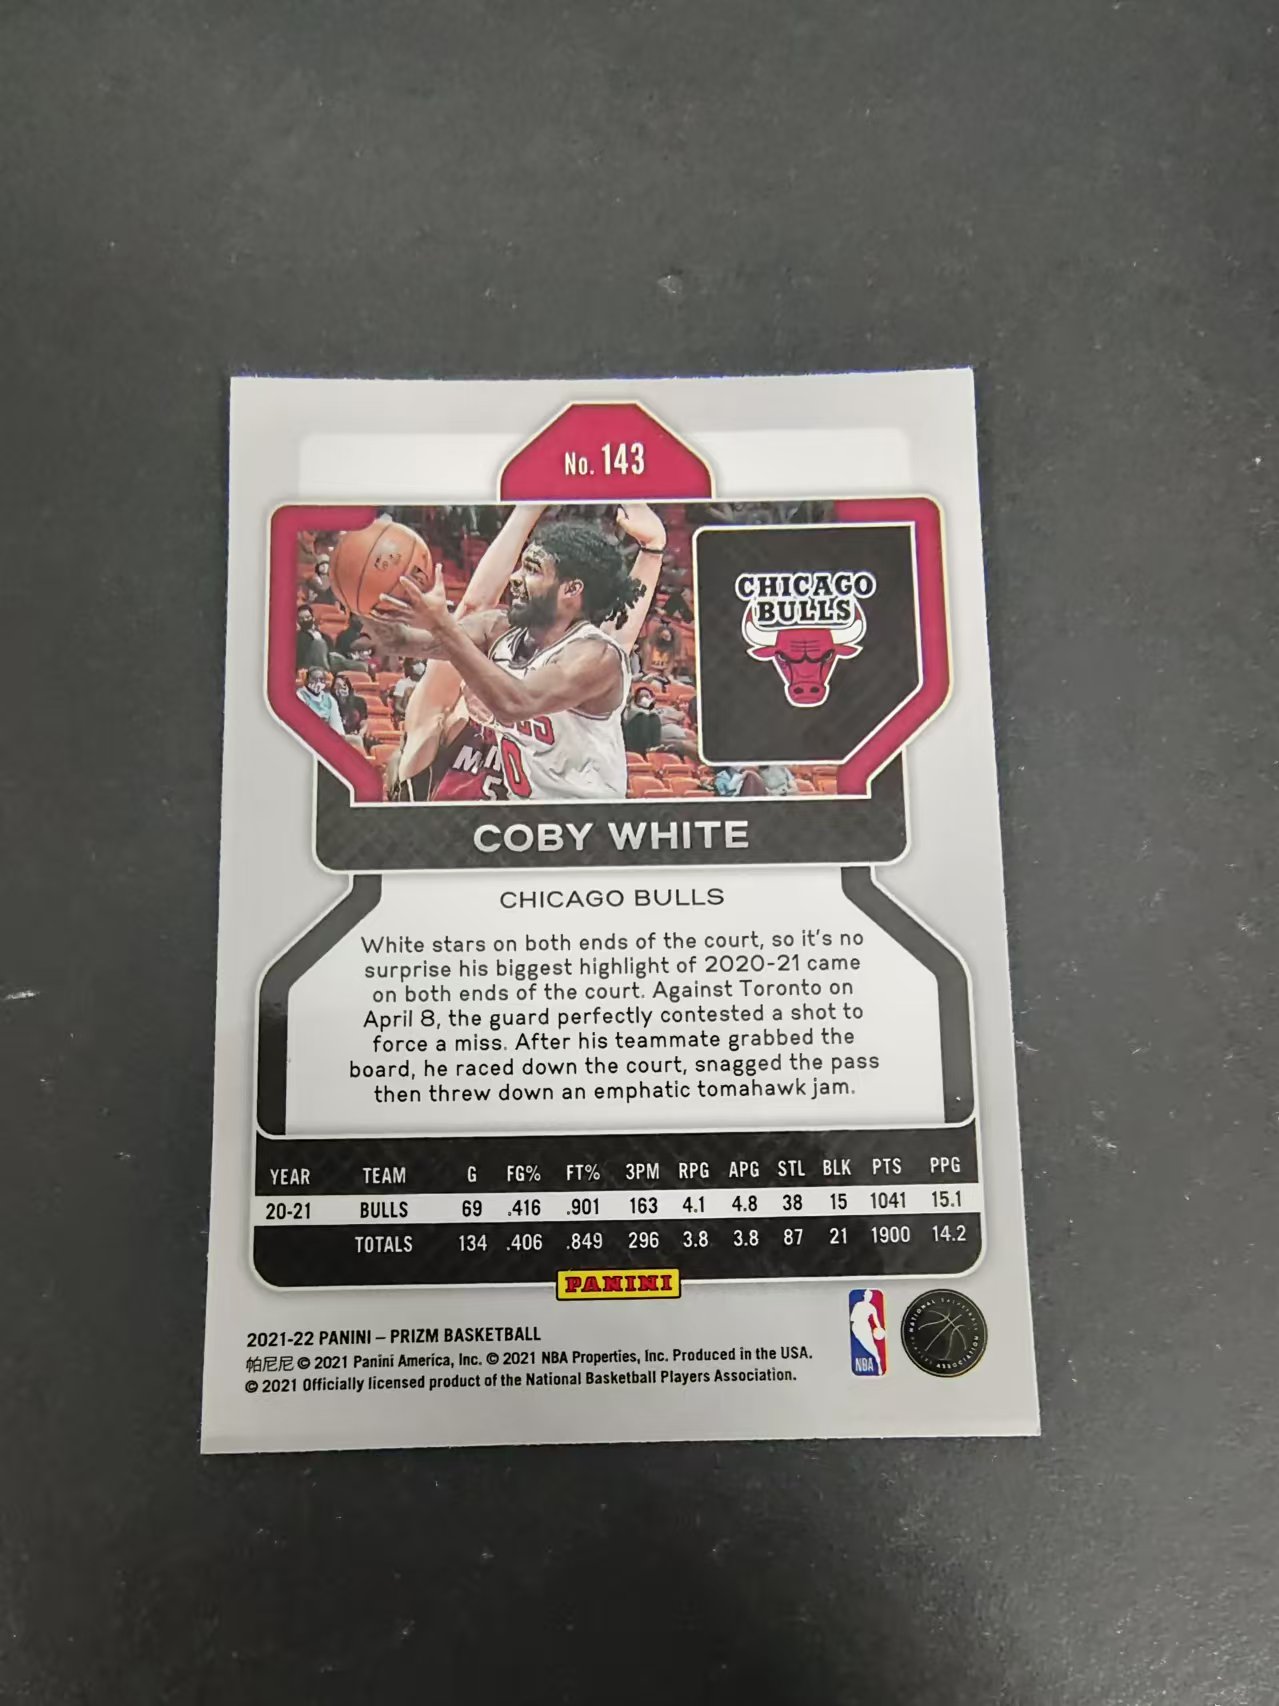 No. 143
CHICAGO
BULLS
COBY WHITE
CHICAGO BULLS
White stars on both ends of the court, so it's no
surprise his biggest highlight of 2020-21 came
on both ends of the court. Against Toronto on
April 8, the guard perfectly contested a shot to
force a miss. After his teammate grabbed the
board, he raced down the court, snagged the pass
then threw down an emphatic tomahawk jam.
YEAR TEAM G FG% FT% 3PM RPG APG STL BLK PTS PPG
20-21 BULLS 69 .416 .901 163 4.1 4.8 38 15 1041 15.1
TOTALS 134 .406 .849 296 3.8 3.8 87 21 1900 14.2
PANINI
2021-22 PANINI – PRIZM BASKETBALL
帕尼尼 © 2021 Panini America, Inc. © 2021 NBA Properties, Inc. Produced in the USA.
© 2021 Officially licensed product of the National Basketball Players Association.
NBA
NATIONAL BASKETBALL PLAYERS ASSOCIATION